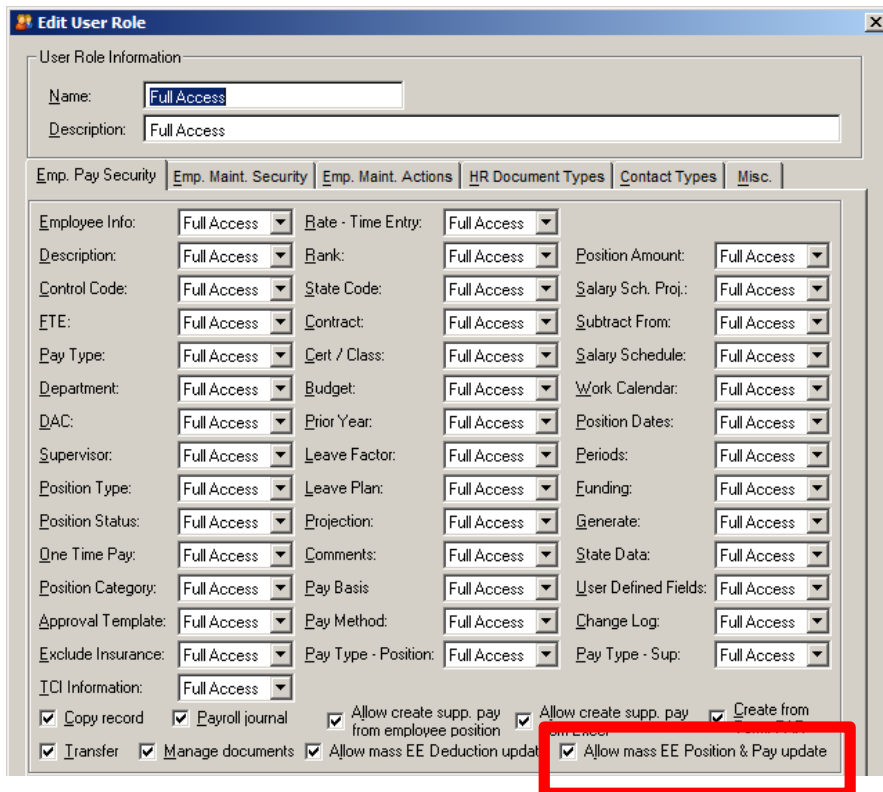 Edit User Role
User Role Information
Name: Full Access
Description: Full Access
Emp. Pay Security Emp. Maint. Security Emp. Maint. Actions HR Document Types Contact Types Misc.
Employee Info: Full Access Rate - Time Entry: Full Access
Description: Full Access Rank: Full Access Position Amount: Full Access
Control Code: Full Access State Code: Full Access Salary Sch. Proj.: Full Access
FTE: Full Access Contract: Full Access Subtract From: Full Access
Pay Type: Full Access Cert / Class: Full Access Salary Schedule: Full Access
Department: Full Access Budget: Full Access Work Calendar: Full Access
DAC: Full Access Prior Year: Full Access Position Dates: Full Access
Supervisor: Full Access Leave Factor: Full Access Periods: Full Access
Position Type: Full Access Leave Plan: Full Access Funding: Full Access
Position Status: Full Access Projection: Full Access Generate: Full Access
One Time Pay: Full Access Comments: Full Access State Data: Full Access
Position Category: Full Access Pay Basis Full Access User Defined Fields: Full Access
Approval Template: Full Access Pay Method: Full Access Change Log: Full Access
Exclude Insurance: Full Access Pay Type - Position: Full Access Pay Type - Sup: Full Access
TCI Information: Full Access
Copy record Payroll journal Allow create supp. pay Allow create supp. pay Create from
from employee position
Transfer Manage documents Allow mass EE Deduction update Allow mass EE Position & Pay update